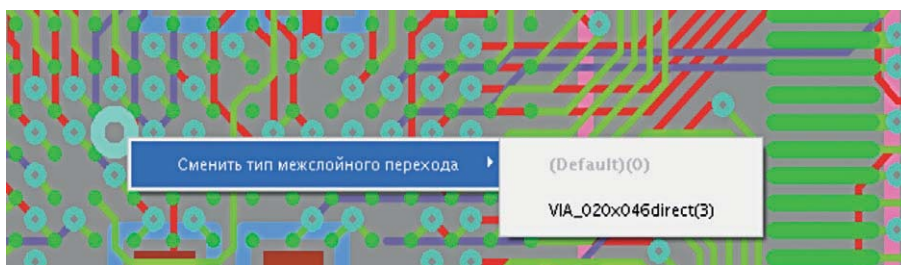 Сменить тип межслойного перехода
(Default)(0)
VIA_020x046direct(3)